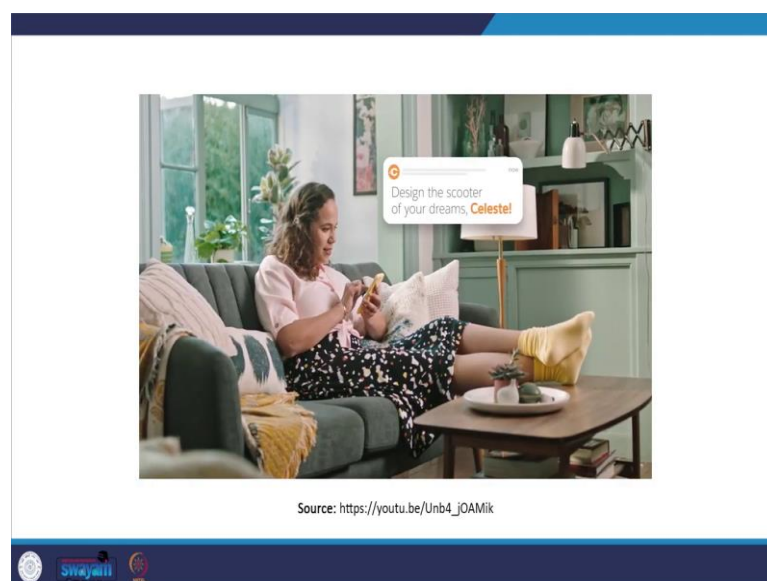 Design the scooter
of your dreams, Celeste!
Source: https://youtu.be/Unb4_jOAMik
swayam